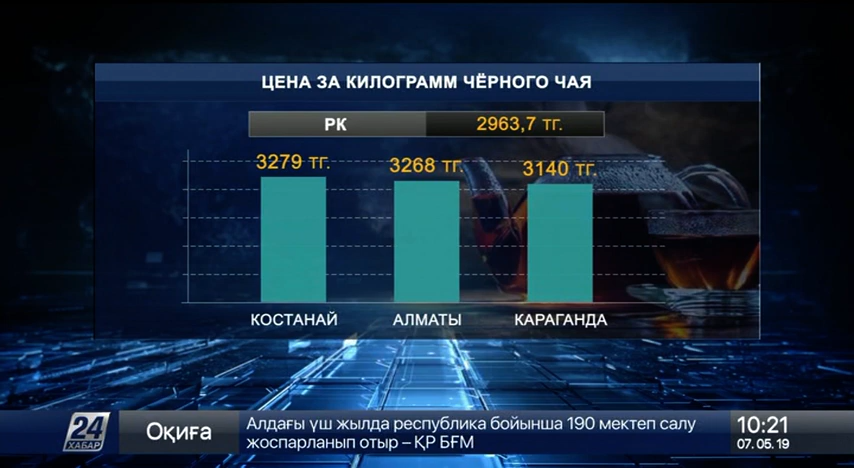 ЦЕНА ЗА КИЛОГРАММ ЧЁРНОГО ЧАЯ
РК 2963,7 тг.
3279 тг. 3268 тг. 3140 тг.
КОСТАНАЙ АЛМАТЫ КАРАГАНДА
24 ХАБАР
Оқиға
Алдағы үш жылда республика бойынша 190 мектеп салу
жоспарланып отыр – ҚР БҒМ
10:21
07.05.19